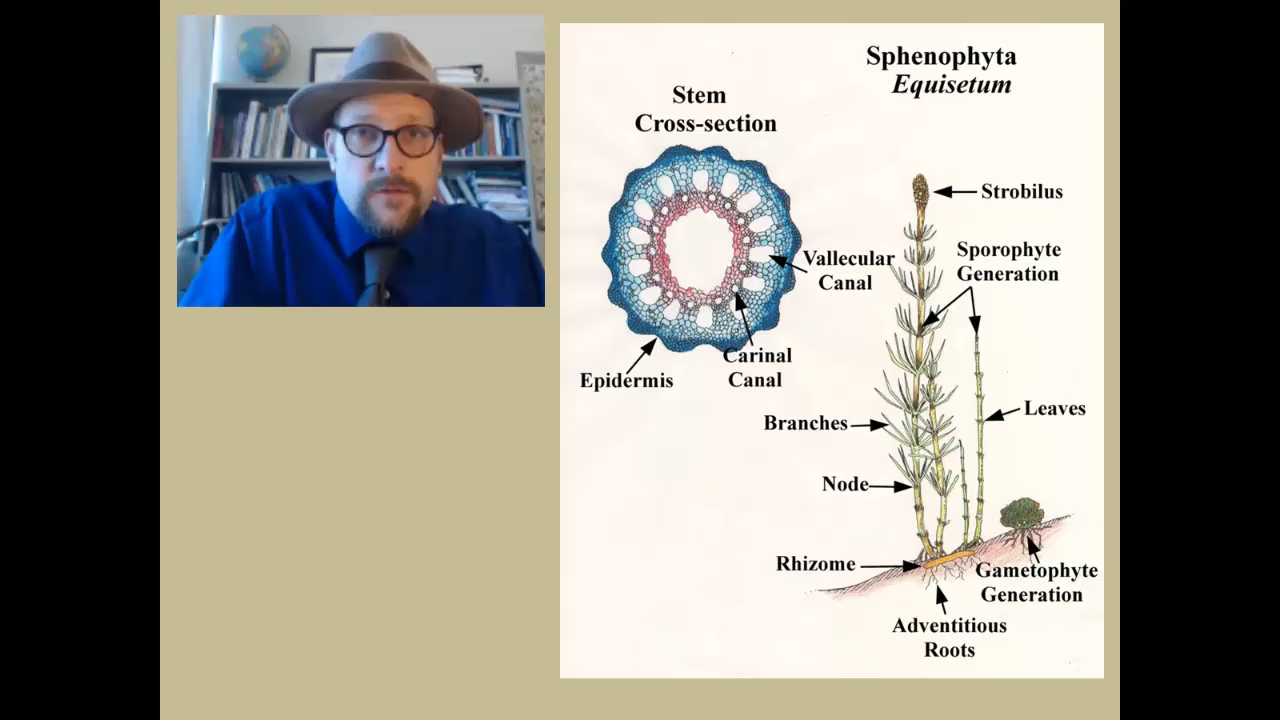 Sphenophyta
Equisetum
Stem
Cross-section
Strobilus
Sporophyte
Generation
Vallecular
Canal
Carinal
Canal
Epidermis
Leaves
Branches
Node
Rhizome
Gametophyte
Generation
Adventitious
Roots